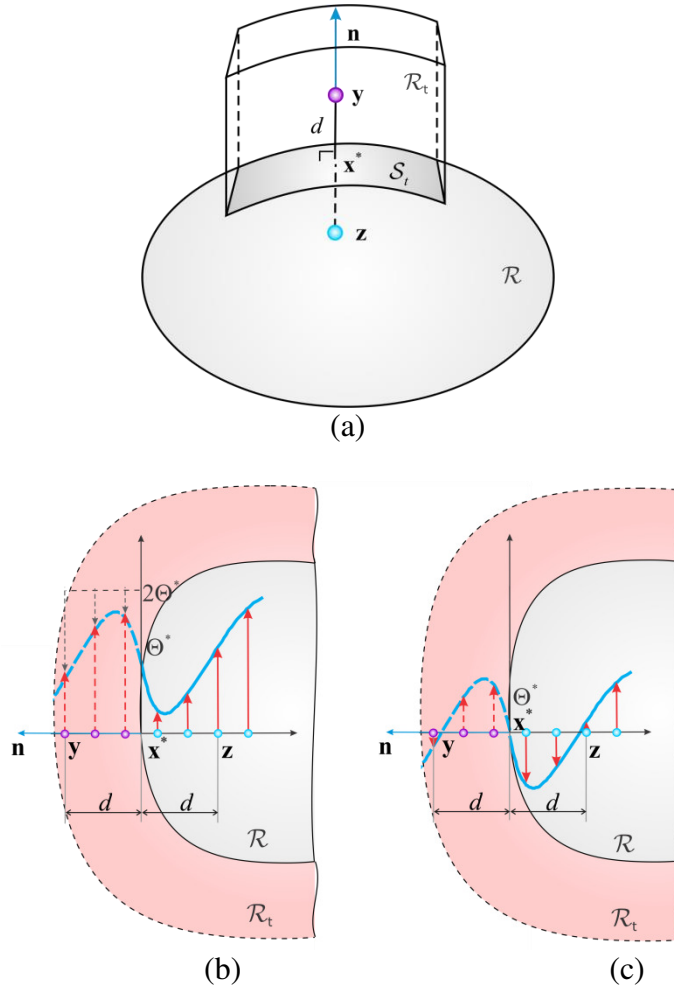 n
R_t
y
d
x*
S_t
z
R
(a)
2Θ*
Θ*
n y x* z
d d
R
R_t
(b)
Θ*
x*
n y z
d d
R
R_t
(c)